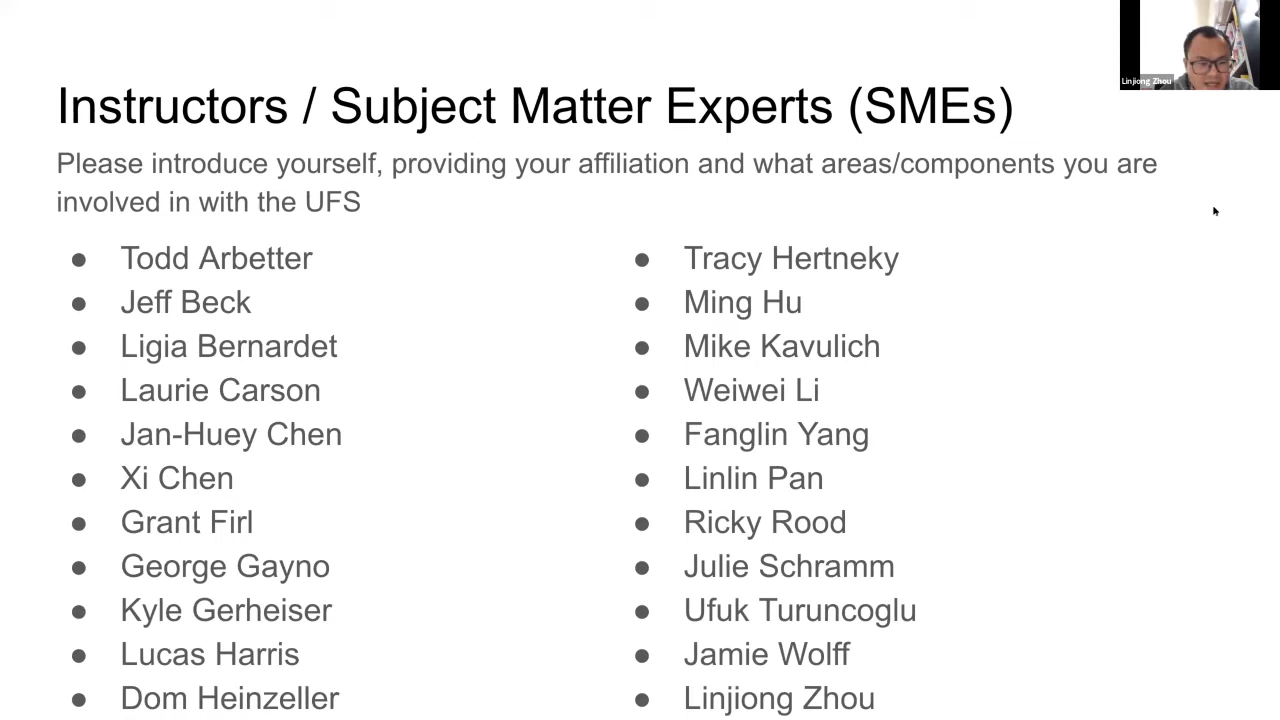 Linjiong Zhou
Instructors / Subject Matter Experts (SMEs)
Please introduce yourself, providing your affiliation and what areas/components you are
involved in with the UFS
● Todd Arbetter
● Jeff Beck
● Ligia Bernardet
● Laurie Carson
● Jan-Huey Chen
● Xi Chen
● Grant Firl
● George Gayno
● Kyle Gerheiser
● Lucas Harris
● Dom Heinzeller
● Tracy Hertneky
● Ming Hu
● Mike Kavulich
● Weiwei Li
● Fanglin Yang
● Linlin Pan
● Ricky Rood
● Julie Schramm
● Ufuk Turuncoglu
● Jamie Wolff
● Linjiong Zhou